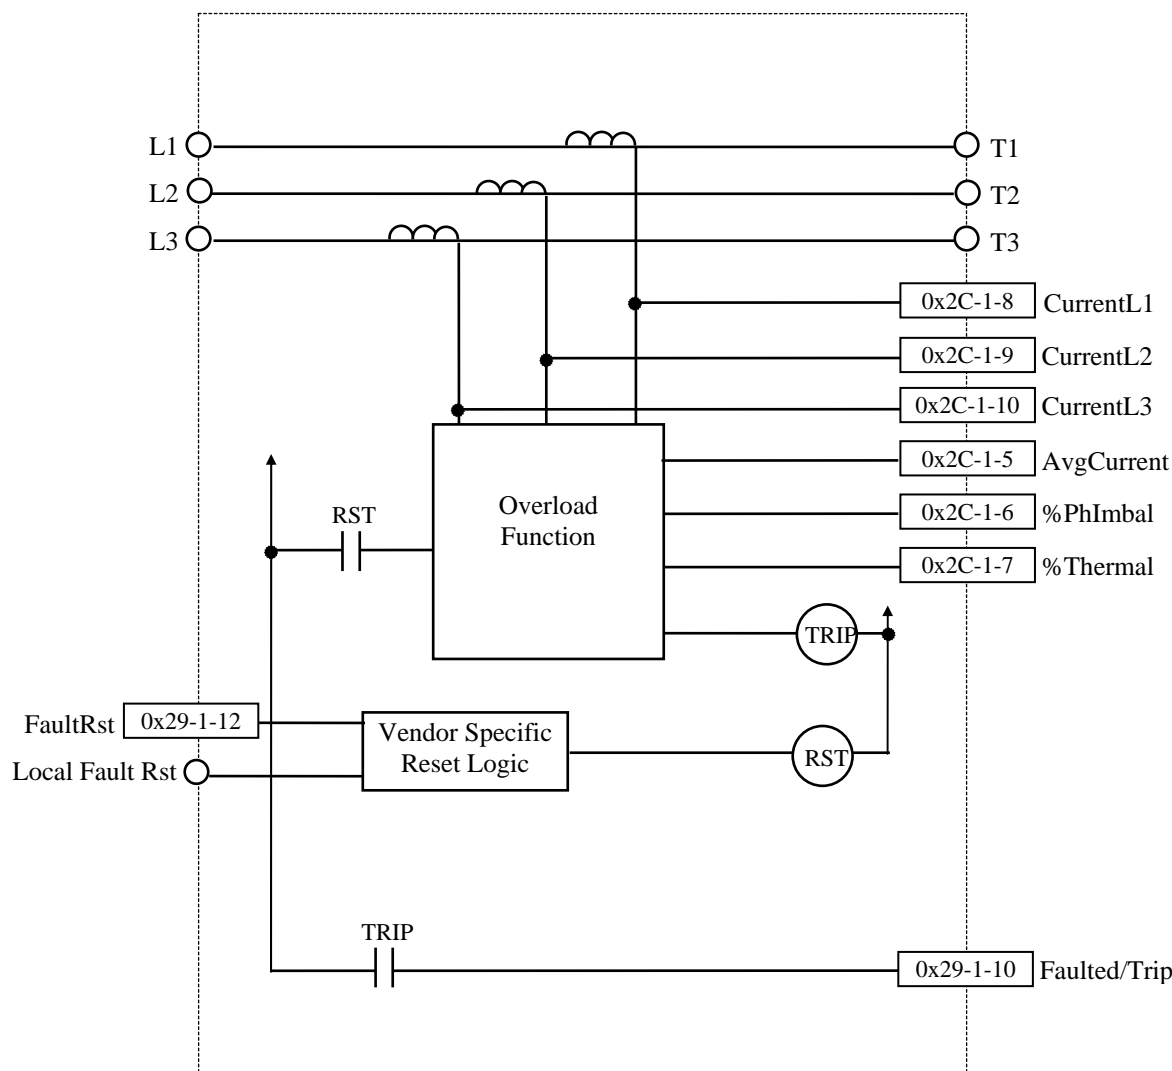 L1
T1
L2
T2
L3
T3
0x2C-1-8 CurrentL1
0x2C-1-9 CurrentL2
0x2C-1-10 CurrentL3
0x2C-1-5 AvgCurrent
Overload
Function
RST
0x2C-1-6 %PhImbal
0x2C-1-7 %Thermal
TRIP
FaultRst 0x29-1-12
Vendor Specific
Reset Logic
RST
Local Fault Rst
TRIP
0x29-1-10 Faulted/Trip